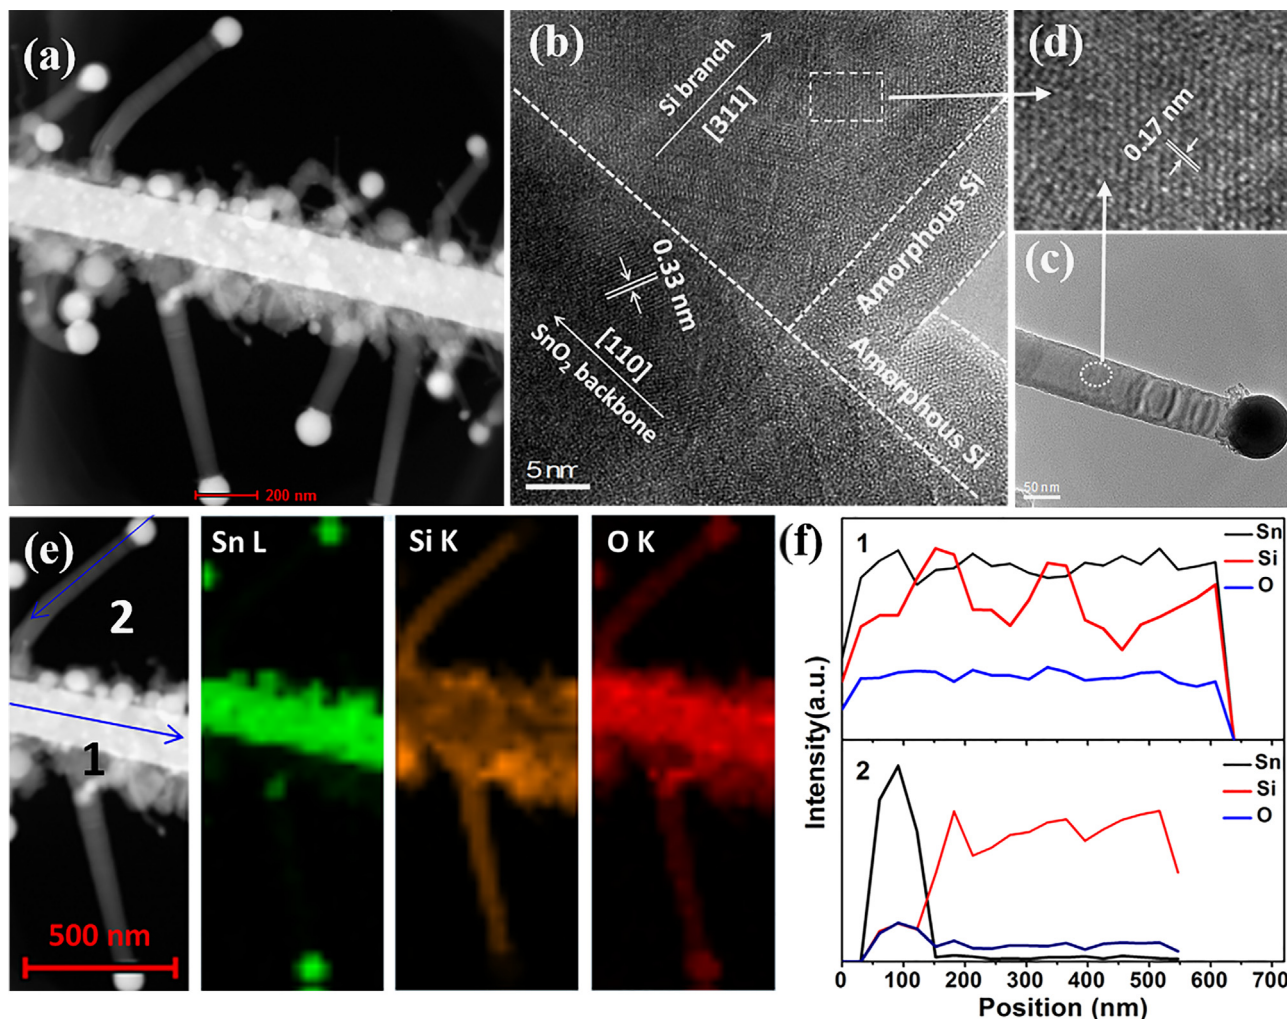 (a)
200 nm
(b)
Si branch
[311]
Amorphous Si
Amorphous Si
0.33 nm
[110]
SnO₂ backbone
5 nm
(d)
0.17 nm
(c)
50 nm
(e)
2
1
500 nm
Sn L
Si K
O K
(f)
1
Sn
Si
O
2
Sn
Si
O
Intensity(a.u.)
0 100 200 300 400 500 600 700
Position (nm)